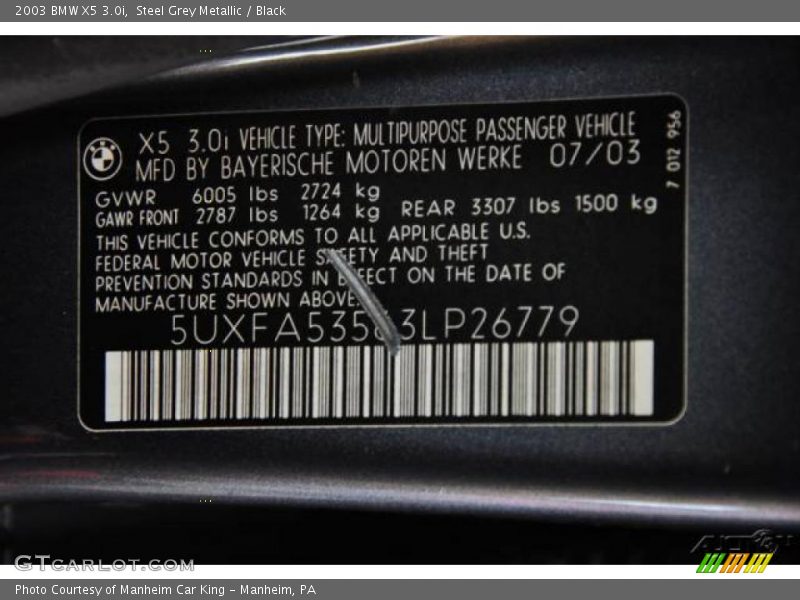 2003 BMW X5 3.0i, Steel Grey Metallic / Black
X5 3.0i VEHICLE TYPE: MULTIPURPOSE PASSENGER VEHICLE
MFD BY BAYERISCHE MOTOREN WERKE 07/03
7 012 956
GVWR 6005 lbs 2724 kg
GAWR FRONT 2787 lbs 1264 kg REAR 3307 lbs 1500 kg
THIS VEHICLE CONFORMS TO ALL APPLICABLE U.S.
FEDERAL MOTOR VEHICLE SAFETY AND THEFT
PREVENTION STANDARDS IN EFFECT ON THE DATE OF
MANUFACTURE SHOWN ABOVE.
GTcarlot.com
Photo Courtesy of Manheim Car King - Manheim, PA